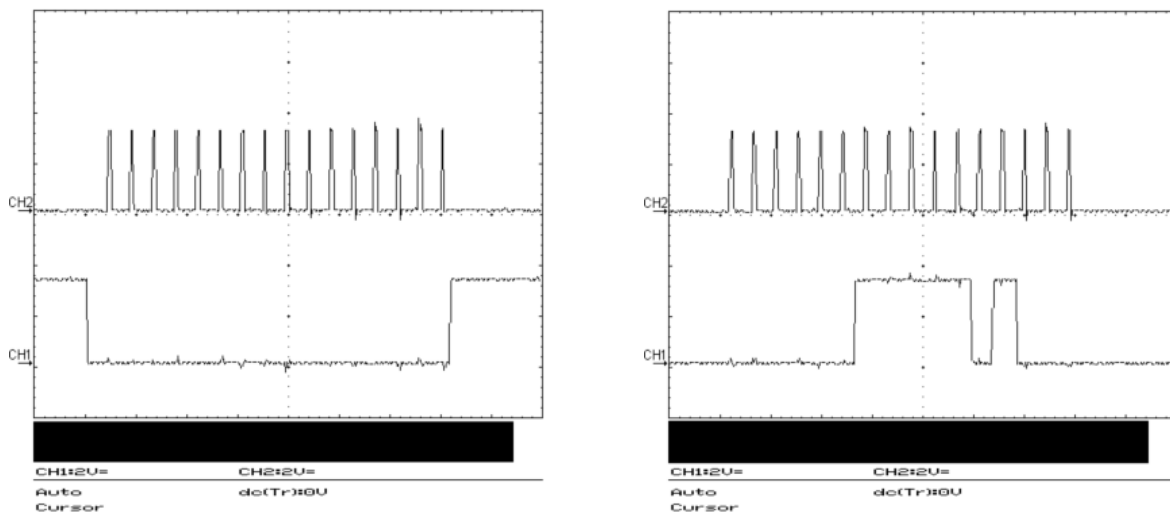 CH2
CH1
CH1:2V= CH2:2V=
Auto dc(Tr):0V
Cursor
CH2
CH1
CH1:2V= CH2:2V=
Auto dc(Tr):0V
Cursor